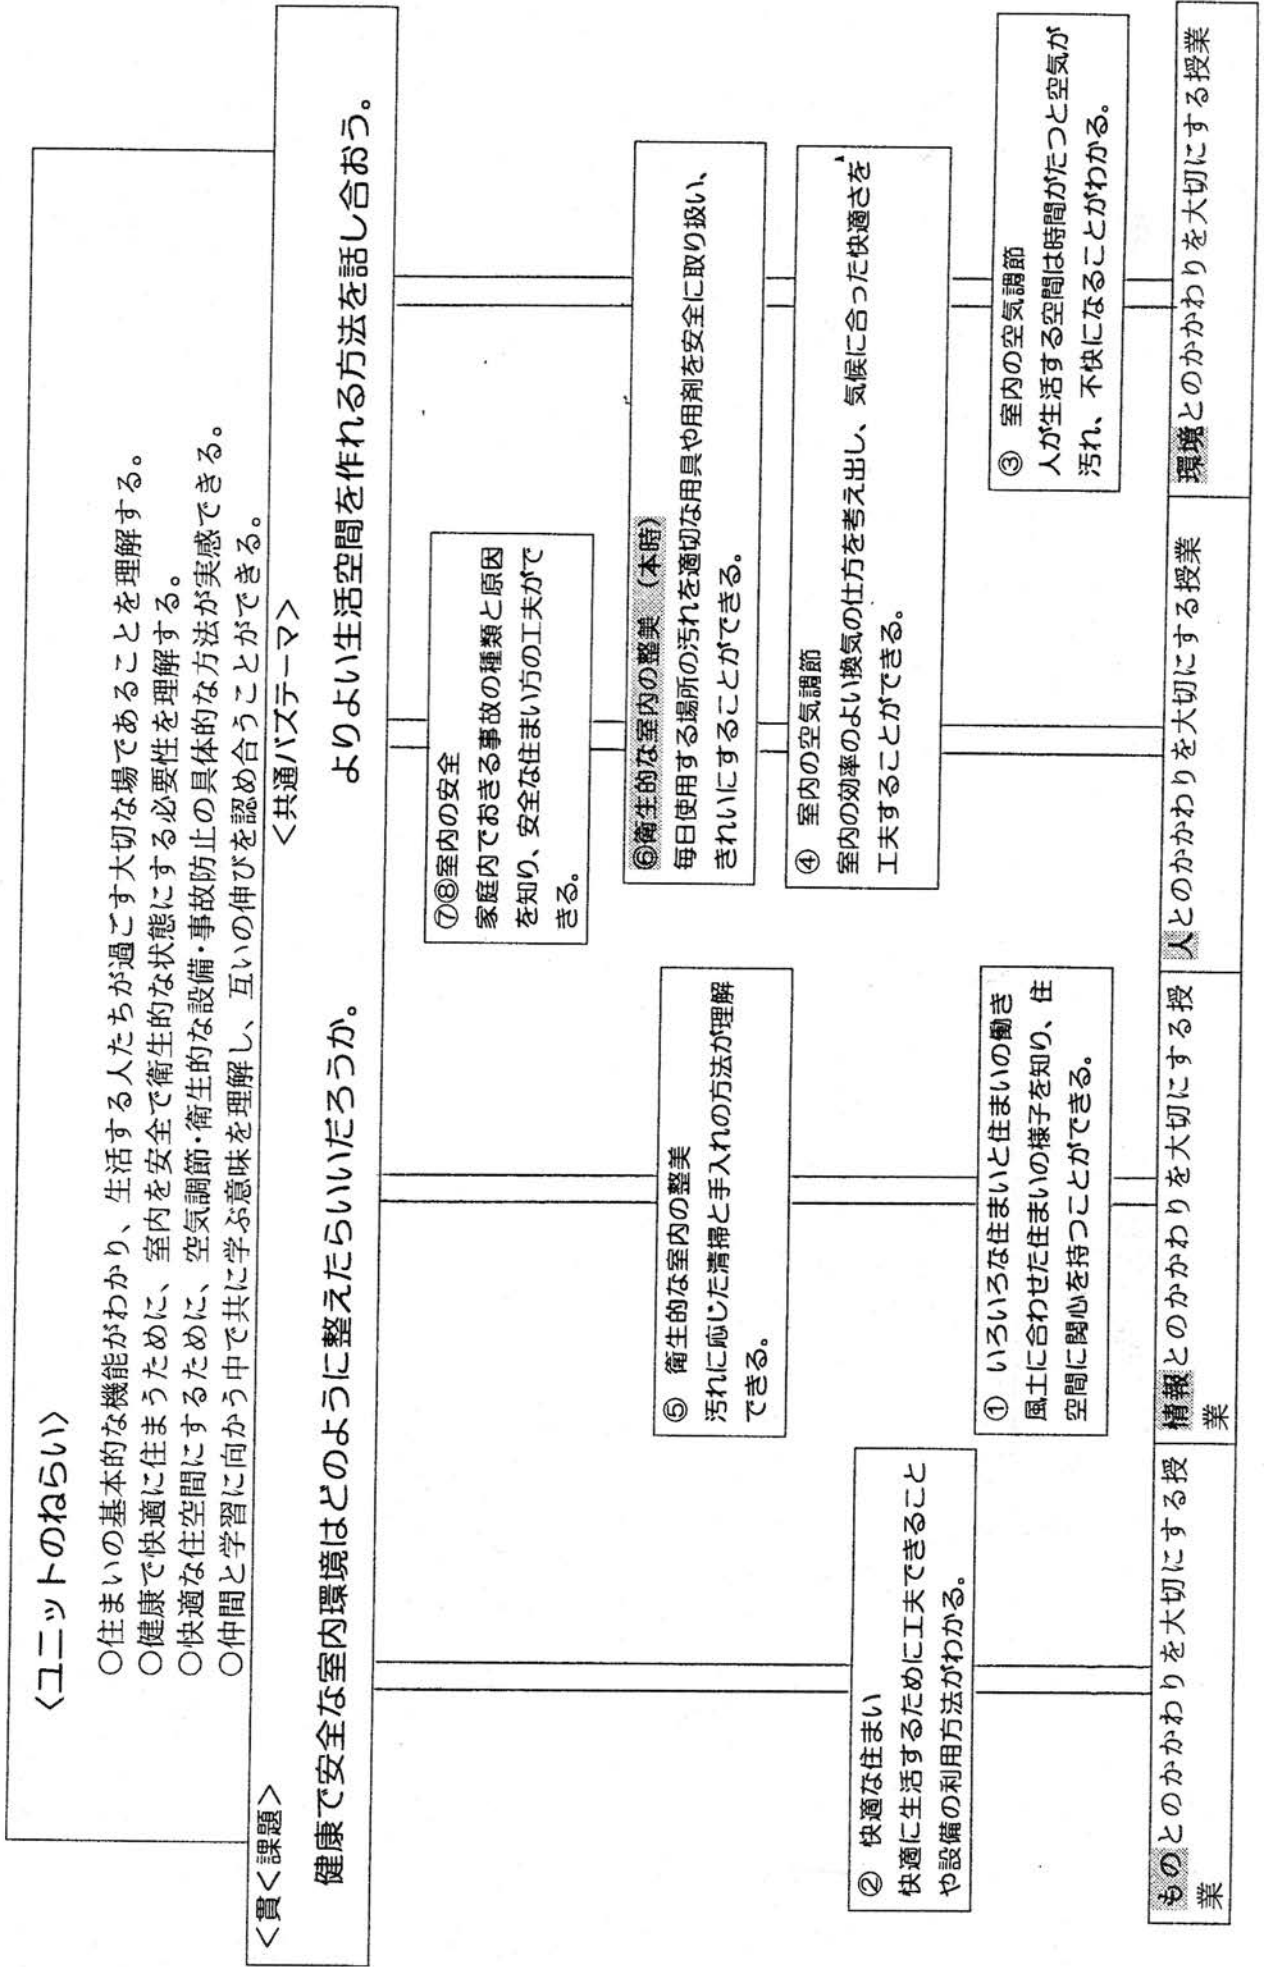 〈ユニットのねらい〉
○住まいの基本的な機能がわかり、生活する人たちが過ごす大切な場であることを理解する。
○健康で快適に住まうために、室内を安全で衛生的な状態にする必要性を理解する。
○快適な住空間にするために、空気調節・衛生的な設備・事故防止の具体的な方法が実感できる。
○仲間と学習に向かう中で共に学ぶ意味を理解し、互いの伸びを認め合うことができる。
<貫く課題>
<共通バズテーマ>
健康で安全な室内環境はどのように整えたらいいだろうか。
よりよい生活空間を作れる方法を話し合おう。
⑦⑧室内の安全
家庭内でおきる事故の種類と原因
を知り、安全な住まい方の工夫がで
きる。
⑥衛生的な室内の整美 (本時)
毎日使用する場所の汚れを適切な用具や用剤を安全に取り扱い、
きれいにすることができる。
⑤ 衛生的な室内の整美
汚れに応じた清掃と手入れの方法が理解
できる。
④ 室内の空気調節
室内の効率のよい換気の仕方を考え出し、気候に合った快適さを
工夫することができる。
② 快適な住まい
快適に生活するために工夫できること
や設備の利用方法がわかる。
① いろいろな住まいと住まいの働き
風土に合わせた住まいの様子を知り、住
空間に関心を持つことができる。
③ 室内の空気調節
人が生活する空間は時間がたつと空気が
汚れ、不快になることがわかる。
ものとのかかわりを大切にする授
業
情報とのかかわりを大切にする授
業
人とのかかわりを大切にする授業
環境とのかかわりを大切にする授業